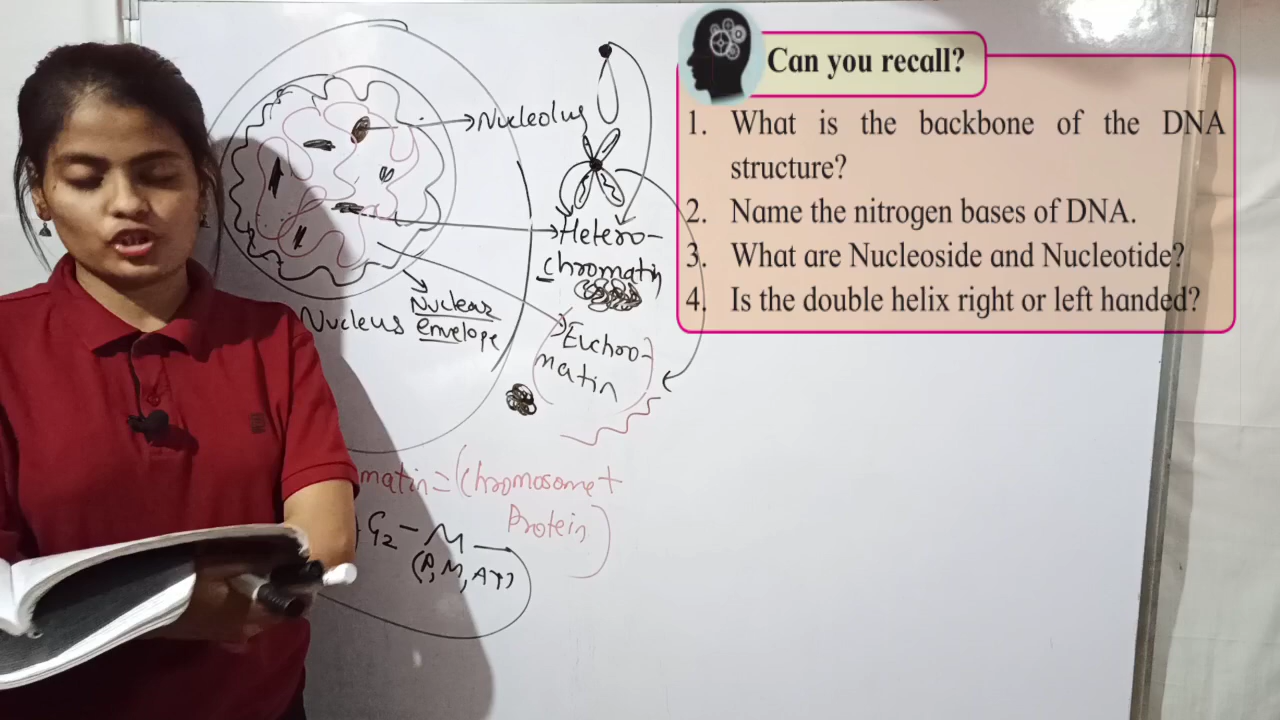 Nucleolus
Hetero-
chromatin
Nuclear
envelope
Nucleus
Euchro-
matin
matin = (Chromosome +
Protein)
G2 - M
(P, M, A T)
Can you recall?
1. What is the backbone of the DNA
structure?
2. Name the nitrogen bases of DNA.
3. What are Nucleoside and Nucleotide?
4. Is the double helix right or left handed?